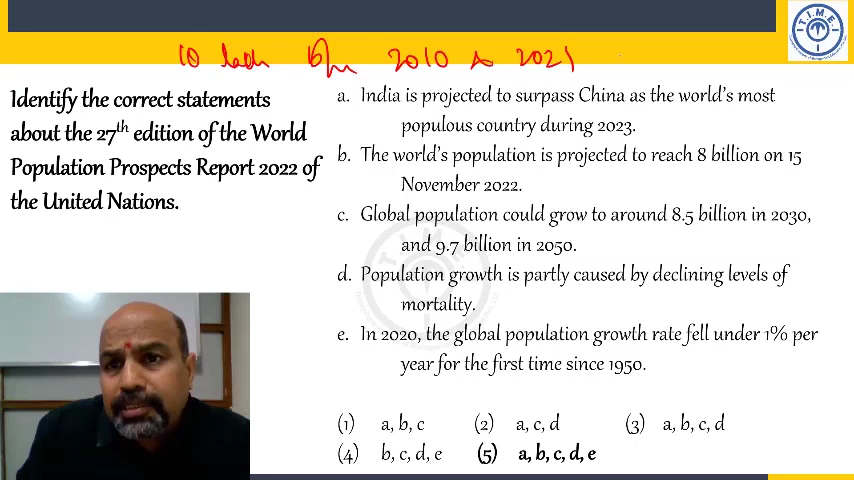 T.I.M.E.
10 lakh 2010 to 2021
Identify the correct statements
about the 27th edition of the World
Population Prospects Report 2022 of
the United Nations.
a. India is projected to surpass China as the world's most
populous country during 2023.
b. The world's population is projected to reach 8 billion on 15
November 2022.
c. Global population could grow to around 8.5 billion in 2030,
and 9.7 billion in 2050.
d. Population growth is partly caused by declining levels of
mortality.
e. In 2020, the global population growth rate fell under 1% per
year for the first time since 1950.
(1) a, b, c (2) a, c, d (3) a, b, c, d
(4) b, c, d, e (5) a, b, c, d, e